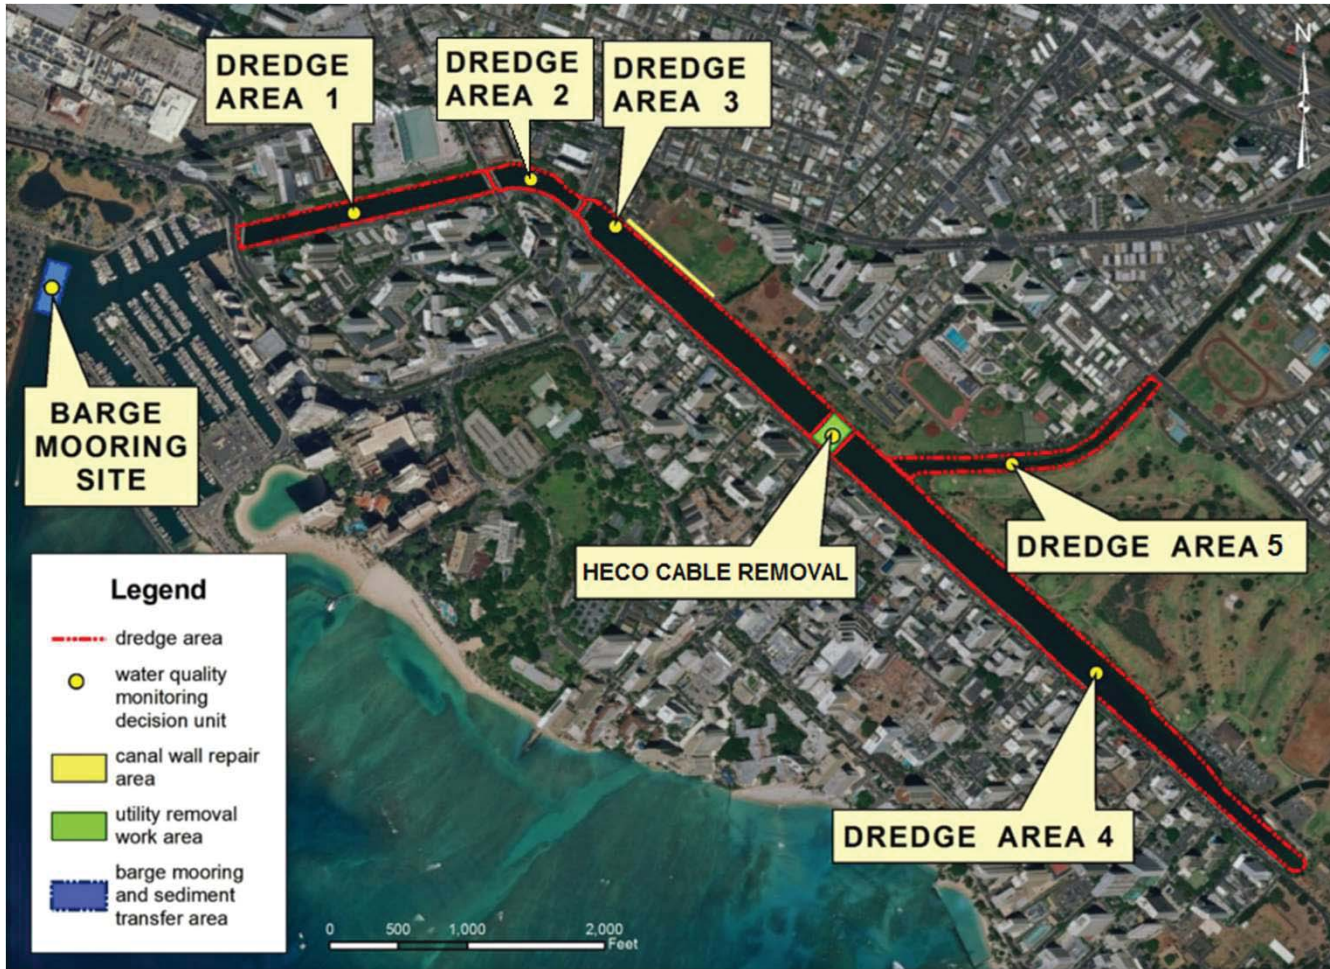 DREDGE
AREA 1
DREDGE
AREA 2
DREDGE
AREA 3
N
BARGE
MOORING
SITE
HECO CABLE REMOVAL
DREDGE AREA 5
DREDGE AREA 4
Legend
dredge area
water quality
monitoring
decision unit
canal wall repair
area
utility removal
work area
barge mooring
and sediment
transfer area
0 500 1,000 2,000
Feet